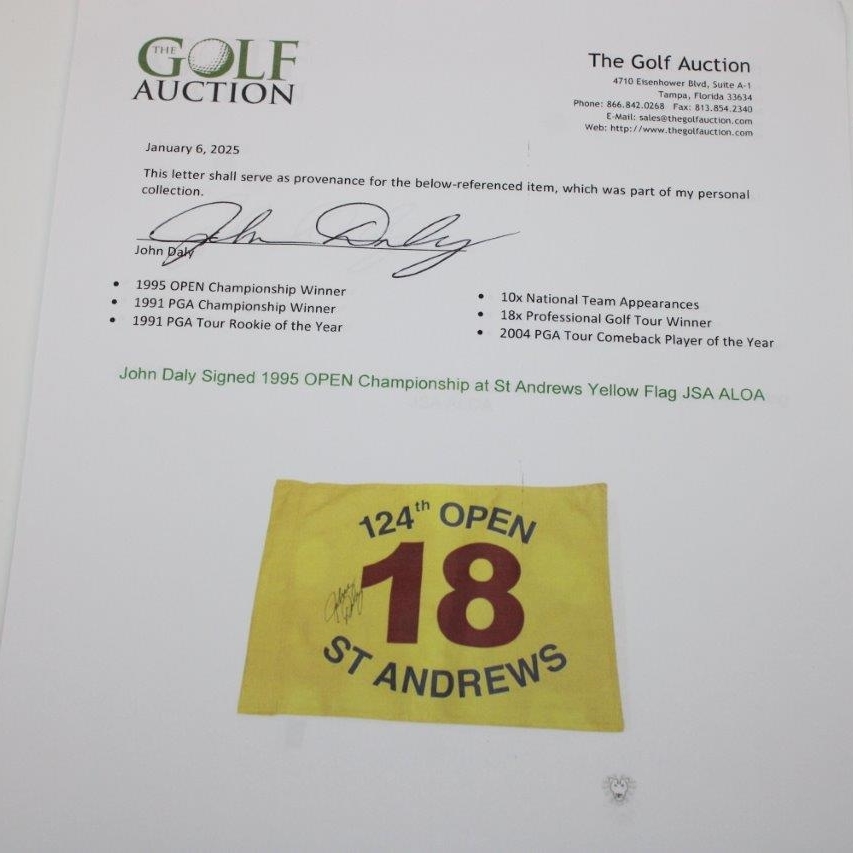 THE
GOLF
AUCTION
The Golf Auction
4710 Eisenhower Blvd, Suite A-1
Tampa, Florida 33634
Phone: 866.842.0268 Fax: 813.854.2340
E-Mail: sales@thegolfauction.com
Web: http://www.thegolfauction.com
January 6, 2025
This letter shall serve as provenance for the below-referenced item, which was part of my personal
collection.
John Daly
John Daly
• 1995 OPEN Championship Winner
• 1991 PGA Championship Winner
• 1991 PGA Tour Rookie of the Year
• 10x National Team Appearances
• 18x Professional Golf Tour Winner
• 2004 PGA Tour Comeback Player of the Year
John Daly Signed 1995 OPEN Championship at St Andrews Yellow Flag JSA ALOA
124th OPEN
18
John Daly
ST ANDREWS